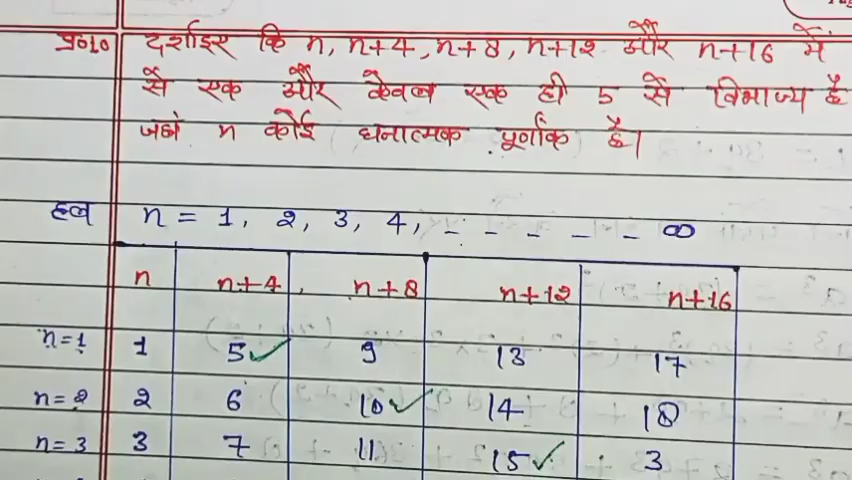 प्र०10 दर्शाइए कि n, n+4, n+8, n+12 और n+16 में
से एक और केवल एक ही 5 से विभाज्य है
जहाँ n कोई धनात्मक पूर्णांक है।
हल n = 1, 2, 3, 4, - - - - - ∞
n n+4, n+8 n+12 n+16
n=1 1 5✓ 9 13 17
n=2 2 6 10✓ 14 18
n=3 3 7 11 15✓ 3